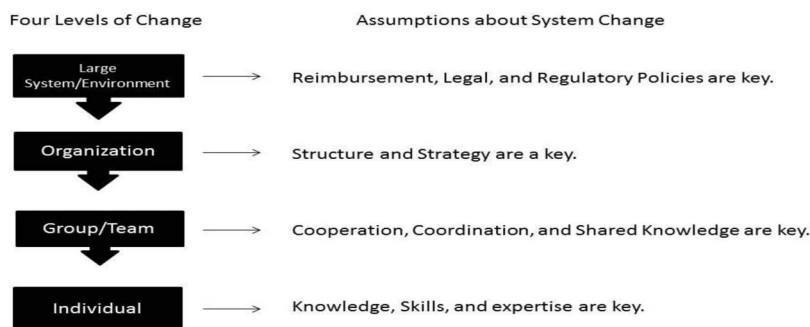 Four Levels of Change
Assumptions about System Change
Large
System/Environment
Reimbursement, Legal, and Regulatory Policies are key.
Organization
Structure and Strategy are a key.
Group/Team
Cooperation, Coordination, and Shared Knowledge are key.
Individual
Knowledge, Skills, and expertise are key.